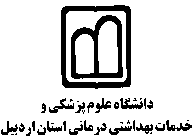 دانشگاه علوم پزشکی و
خدمات بهداشتی درمانی استان اردبیل